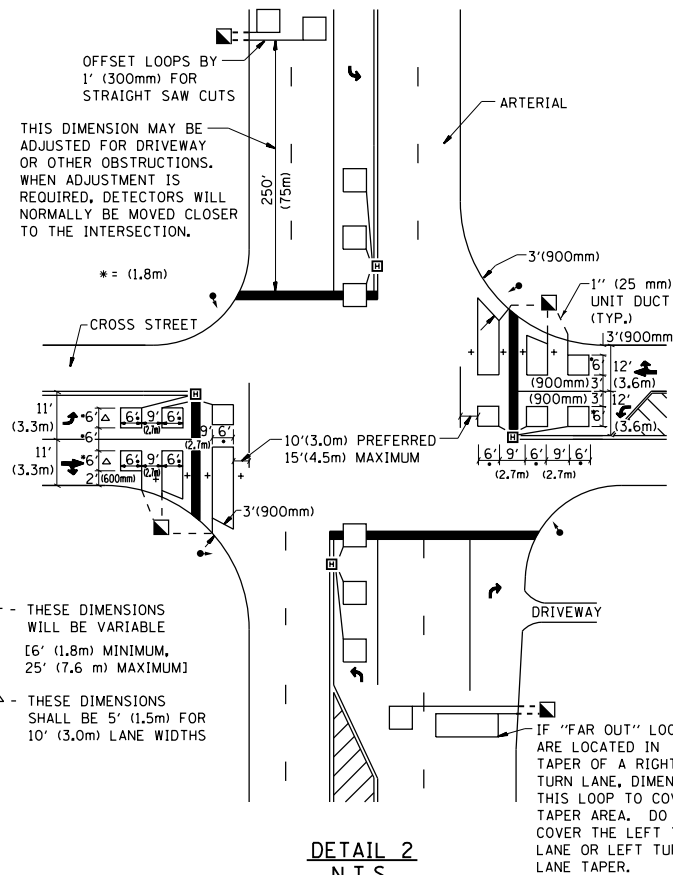 OFFSET LOOPS BY
1' (300mm) FOR
STRAIGHT SAW CUTS
ARTERIAL
THIS DIMENSION MAY BE
ADJUSTED FOR DRIVEWAY
OR OTHER OBSTRUCTIONS.
WHEN ADJUSTMENT IS
REQUIRED, DETECTORS WILL
NORMALLY BE MOVED CLOSER
TO THE INTERSECTION.
250'
(75m)
* = (1.8m)
H
3'(900mm)
1" (25 mm)
UNIT DUCT
(TYP.)
CROSS STREET
3'(900mm
+ + + +
6'
12'
(3.6m)
(900mm) 3'
(900mm) 3'
12'
6'
(3.6m)
H
6' 9' 6' 9' 6'
(2.7m) (2.7m)
H
11'
(3.3m)
*6' △ 6' 9' 6'
(2.7m)
9' 6'
(2.7m)
*6'
11'
(3.3m)
*6' △ 6' 9' 6'
(2.7m)
2' (600mm)
+ + + +
10'(3.0m) PREFERRED
15'(4.5m) MAXIMUM
3'(900mm)
H
DRIVEWAY
- THESE DIMENSIONS
WILL BE VARIABLE
[6' (1.8m) MINIMUM,
25' (7.6 m) MAXIMUM]
△ - THESE DIMENSIONS
SHALL BE 5' (1.5m) FOR
10' (3.0m) LANE WIDTHS
IF "FAR OUT" LOO
ARE LOCATED IN
TAPER OF A RIGHT
TURN LANE, DIMEN
THIS LOOP TO COV
TAPER AREA. DO
COVER THE LEFT T
LANE OR LEFT TUR
LANE TAPER.
DETAIL 2
N.T.S.